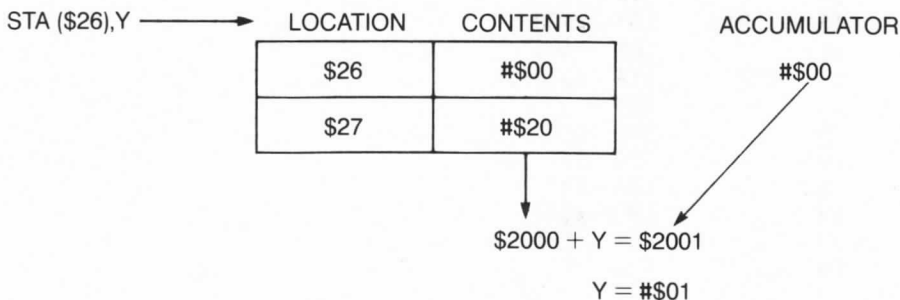 STA ($26),Y LOCATION CONTENTS ACCUMULATOR
$26 #$00 #$00
$27 #$20
$2000 + Y = $2001
Y = #$01